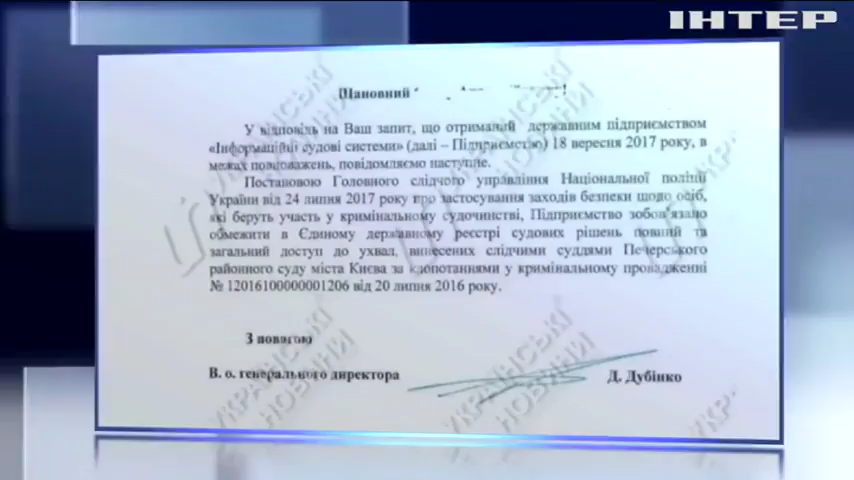 ІНТЕР
Шановний
У відповідь на Ваш запит, що отриманий державним підприємством
«Інформаційні судові системи» (далі – Підприємство) 18 вересня 2017 року, в
межах повноважень, повідомляємо наступне.
Постановою Головного слідчого управління Національної поліції
України від 24 липня 2017 року про застосування заходів безпеки щодо осіб,
які беруть участь у кримінальному судочинстві, Підприємство зобов'язано
обмежити в Єдиному державному реєстрі судових рішень повний та
загальний доступ до ухвал, винесених слідчими суддями Печерського
районного суду міста Києва за клопотаннями у кримінальному провадженні
№ 12016100000001206 від 20 липня 2016 року.
З повагою
В. о. генерального директора
Д. Дубінко
УКРАЇНСЬКІ
НОВИНИ